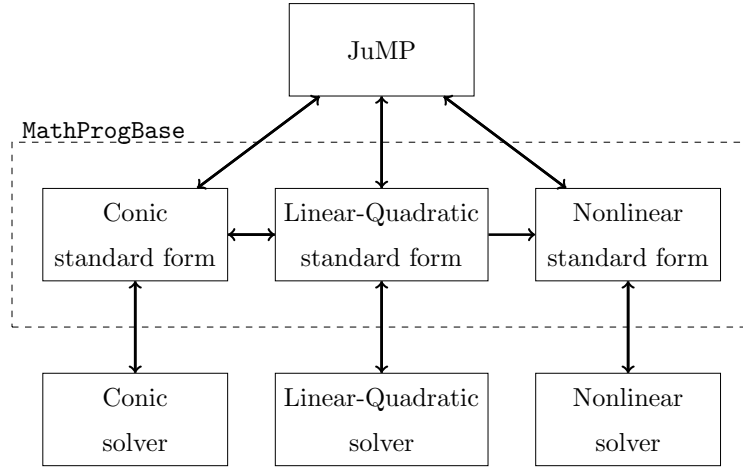 JuMP
MathProgBase
Conic
standard form
Linear-Quadratic
standard form
Nonlinear
standard form
Conic
solver
Linear-Quadratic
solver
Nonlinear
solver